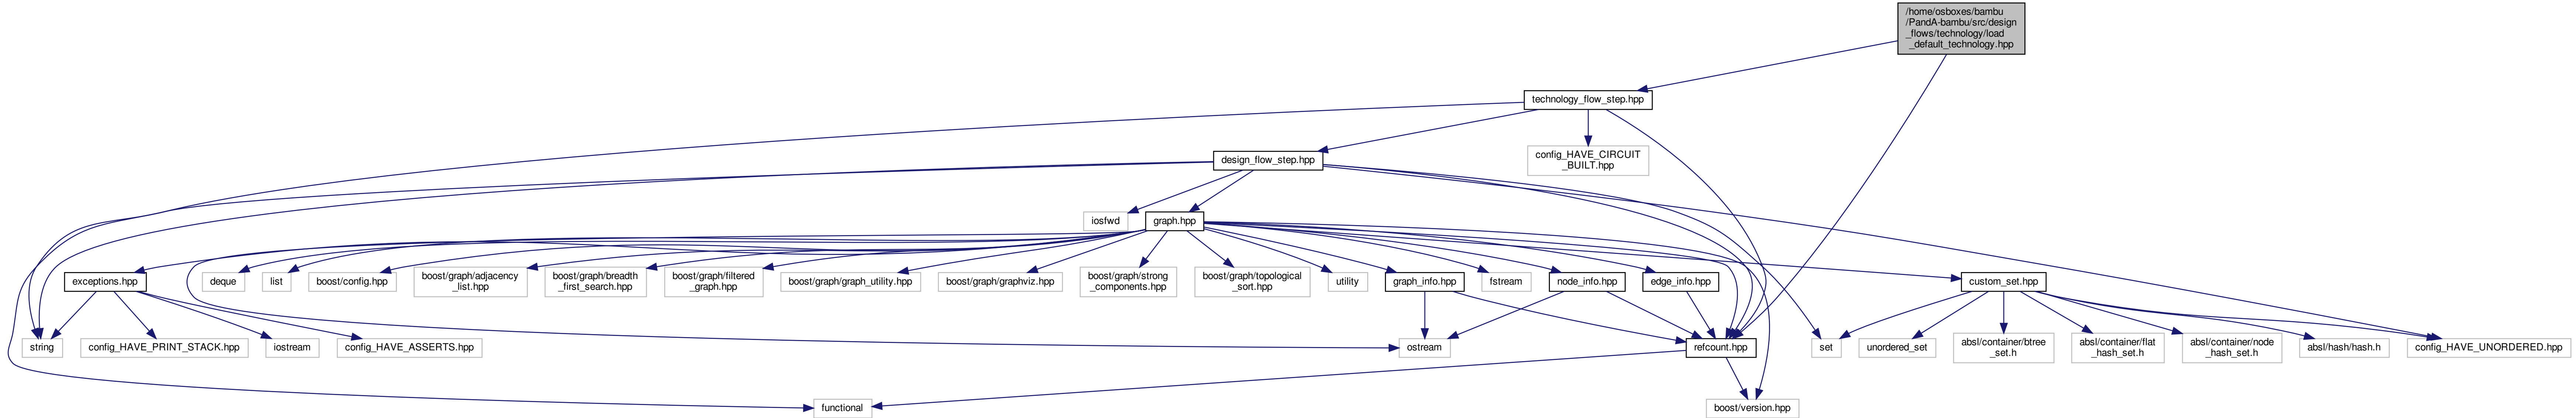 /home/osboxes/bambu
/PandA-bambu/src/design
_flows/technology/load
_default_technology.hpp
technology_flow_step.hpp
design_flow_step.hpp
config_HAVE_CIRCUIT
_BUILT.hpp
iosfwd
graph.hpp
exceptions.hpp
deque
list
boost/config.hpp
boost/graph/adjacency
_list.hpp
boost/graph/breadth
_first_search.hpp
boost/graph/filtered
_graph.hpp
boost/graph/graph_utility.hpp
boost/graph/graphviz.hpp
boost/graph/strong
_components.hpp
boost/graph/topological
_sort.hpp
utility
graph_info.hpp
fstream
node_info.hpp
edge_info.hpp
custom_set.hpp
string
config_HAVE_PRINT_STACK.hpp
iostream
config_HAVE_ASSERTS.hpp
ostream
refcount.hpp
set
unordered_set
absl/container/btree
_set.h
absl/container/flat
_hash_set.h
absl/container/node
_hash_set.h
absl/hash/hash.h
config_HAVE_UNORDERED.hpp
functional
boost/version.hpp